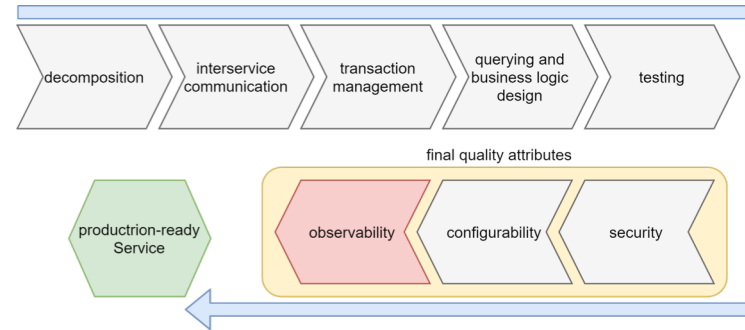 decomposition
interservice
communication
transaction
management
querying and
business logic
design
testing
final quality attributes
productrion-ready
Service
observability
configurability
security